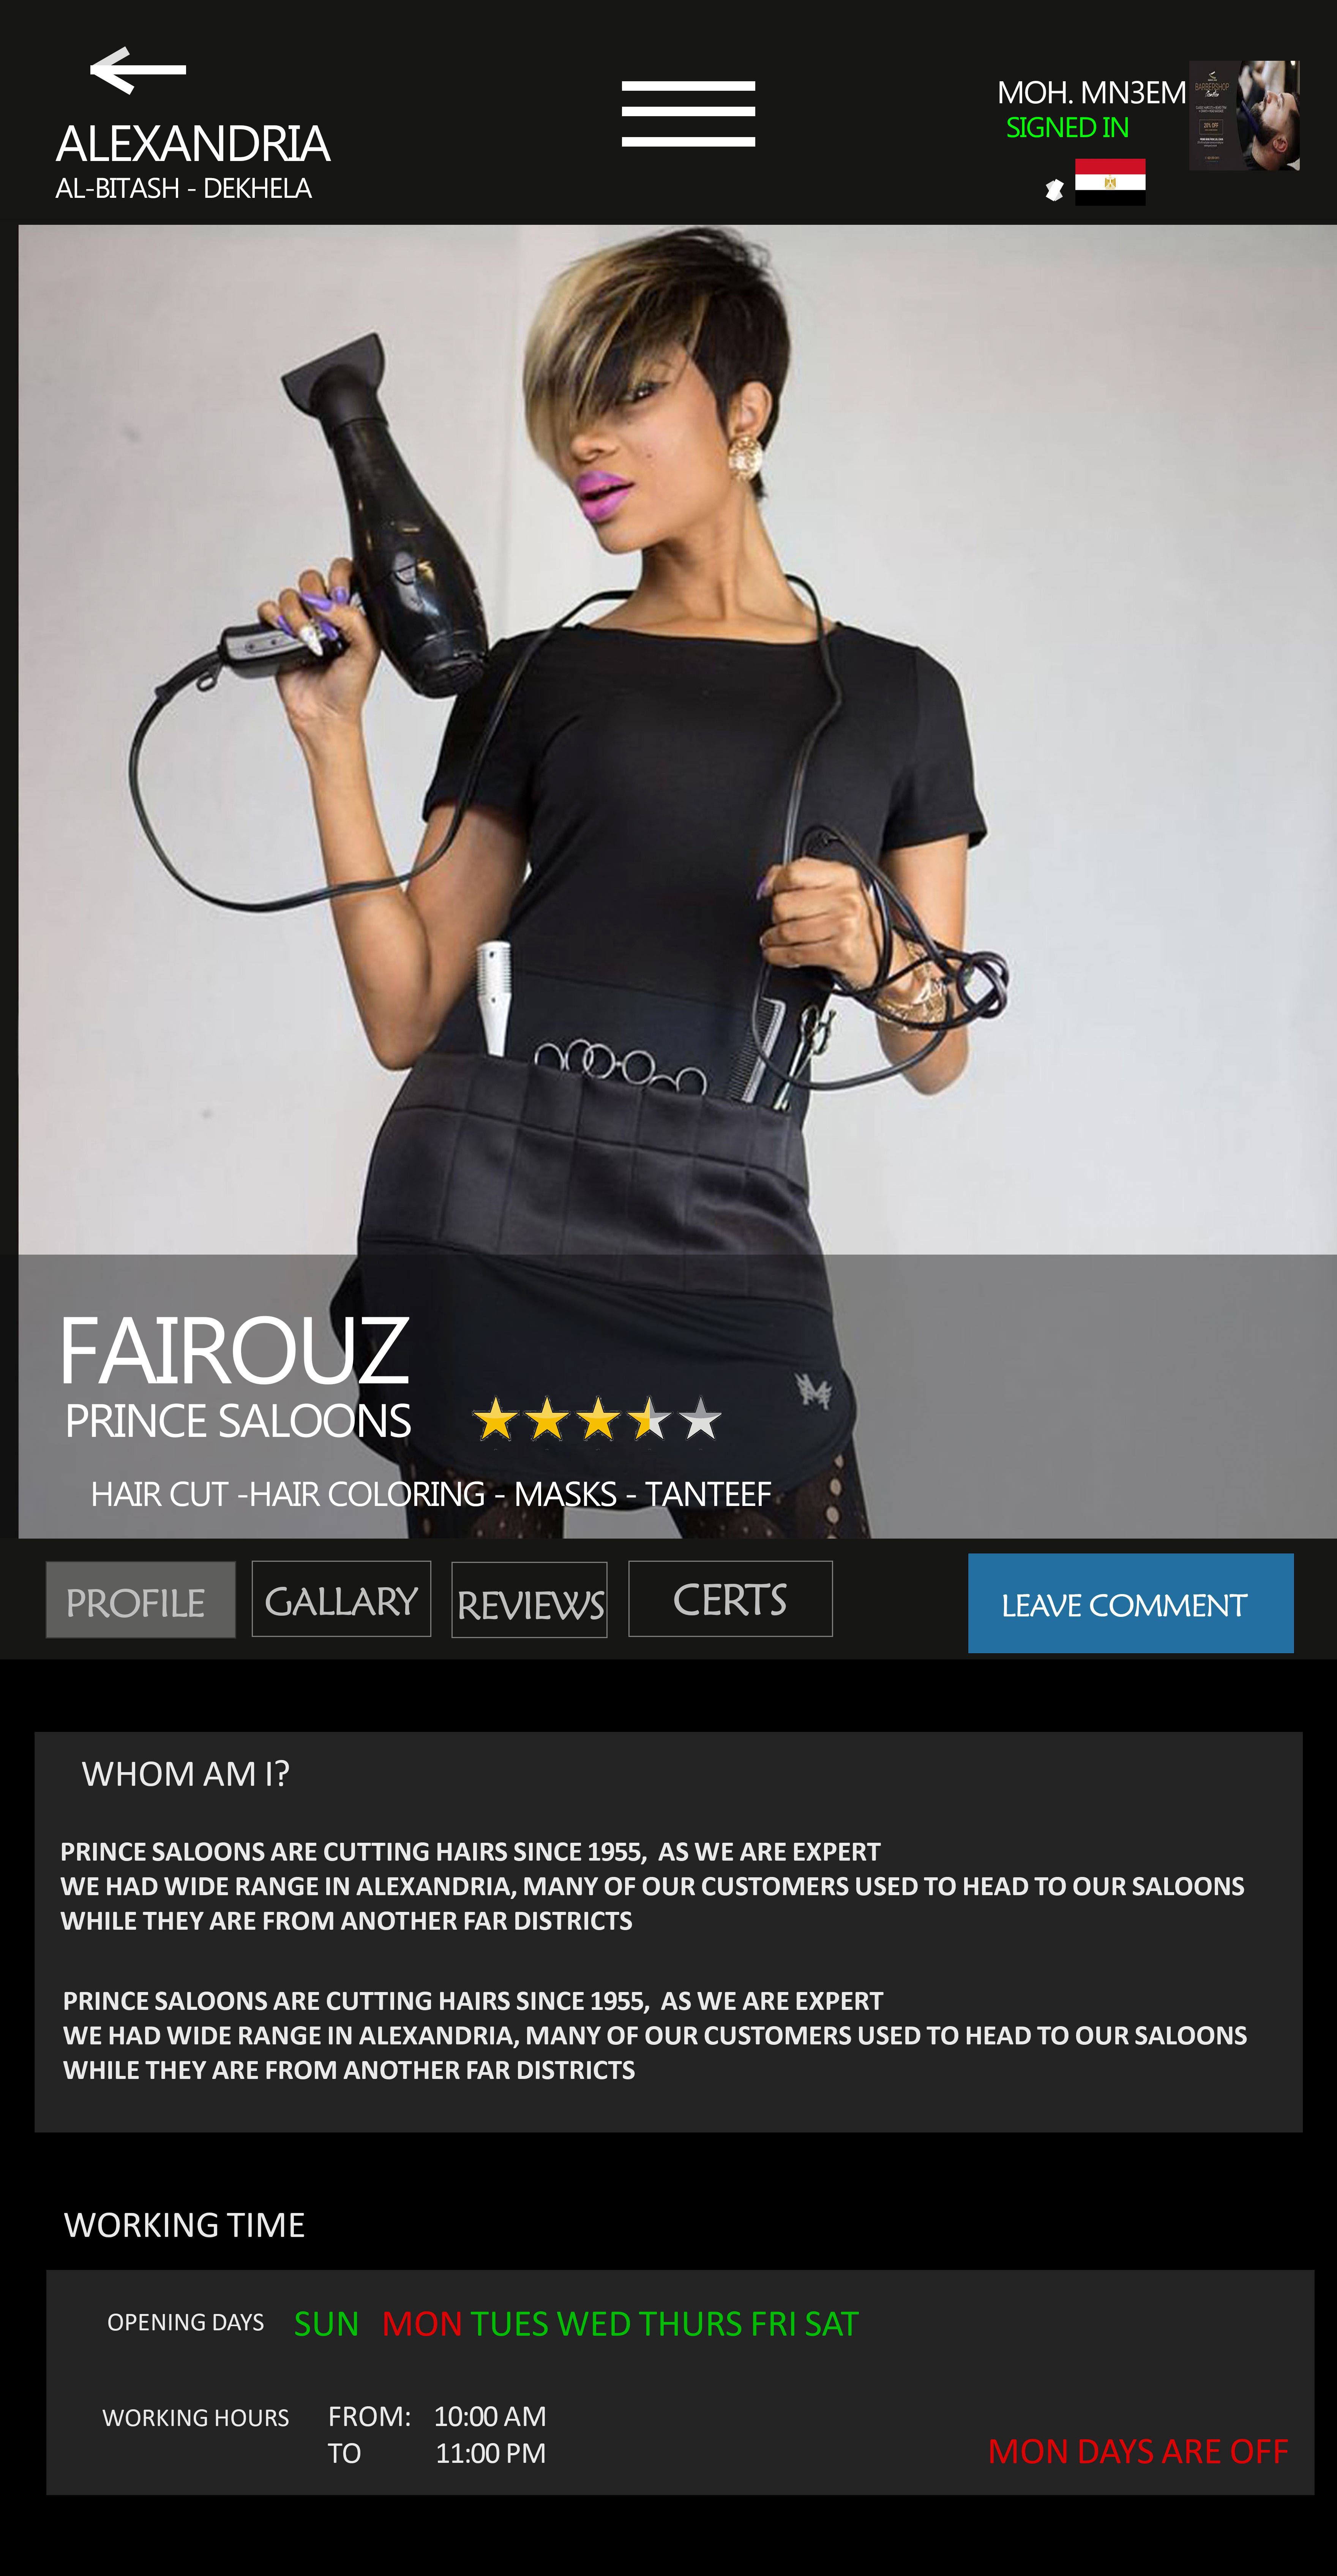 ALEXANDRIA
AL-BITASH - DEKHELA
MOH. MN3EM
SIGNED IN
BARBERSHOP
FAIROUZ
PRINCE SALOONS
HAIR CUT -HAIR COLORING - MASKS - TANTEEF
PROFILE
GALLARY
REVIEWS
CERTS
LEAVE COMMENT
WHOM AM I?
PRINCE SALOONS ARE CUTTING HAIRS SINCE 1955, AS WE ARE EXPERT
WE HAD WIDE RANGE IN ALEXANDRIA, MANY OF OUR CUSTOMERS USED TO HEAD TO OUR SALOONS
WHILE THEY ARE FROM ANOTHER FAR DISTRICTS
PRINCE SALOONS ARE CUTTING HAIRS SINCE 1955, AS WE ARE EXPERT
WE HAD WIDE RANGE IN ALEXANDRIA, MANY OF OUR CUSTOMERS USED TO HEAD TO OUR SALOONS
WHILE THEY ARE FROM ANOTHER FAR DISTRICTS
WORKING TIME
OPENING DAYS SUN MON TUES WED THURS FRI SAT
WORKING HOURS FROM: 10:00 AM
TO 11:00 PM
MON DAYS ARE OFF